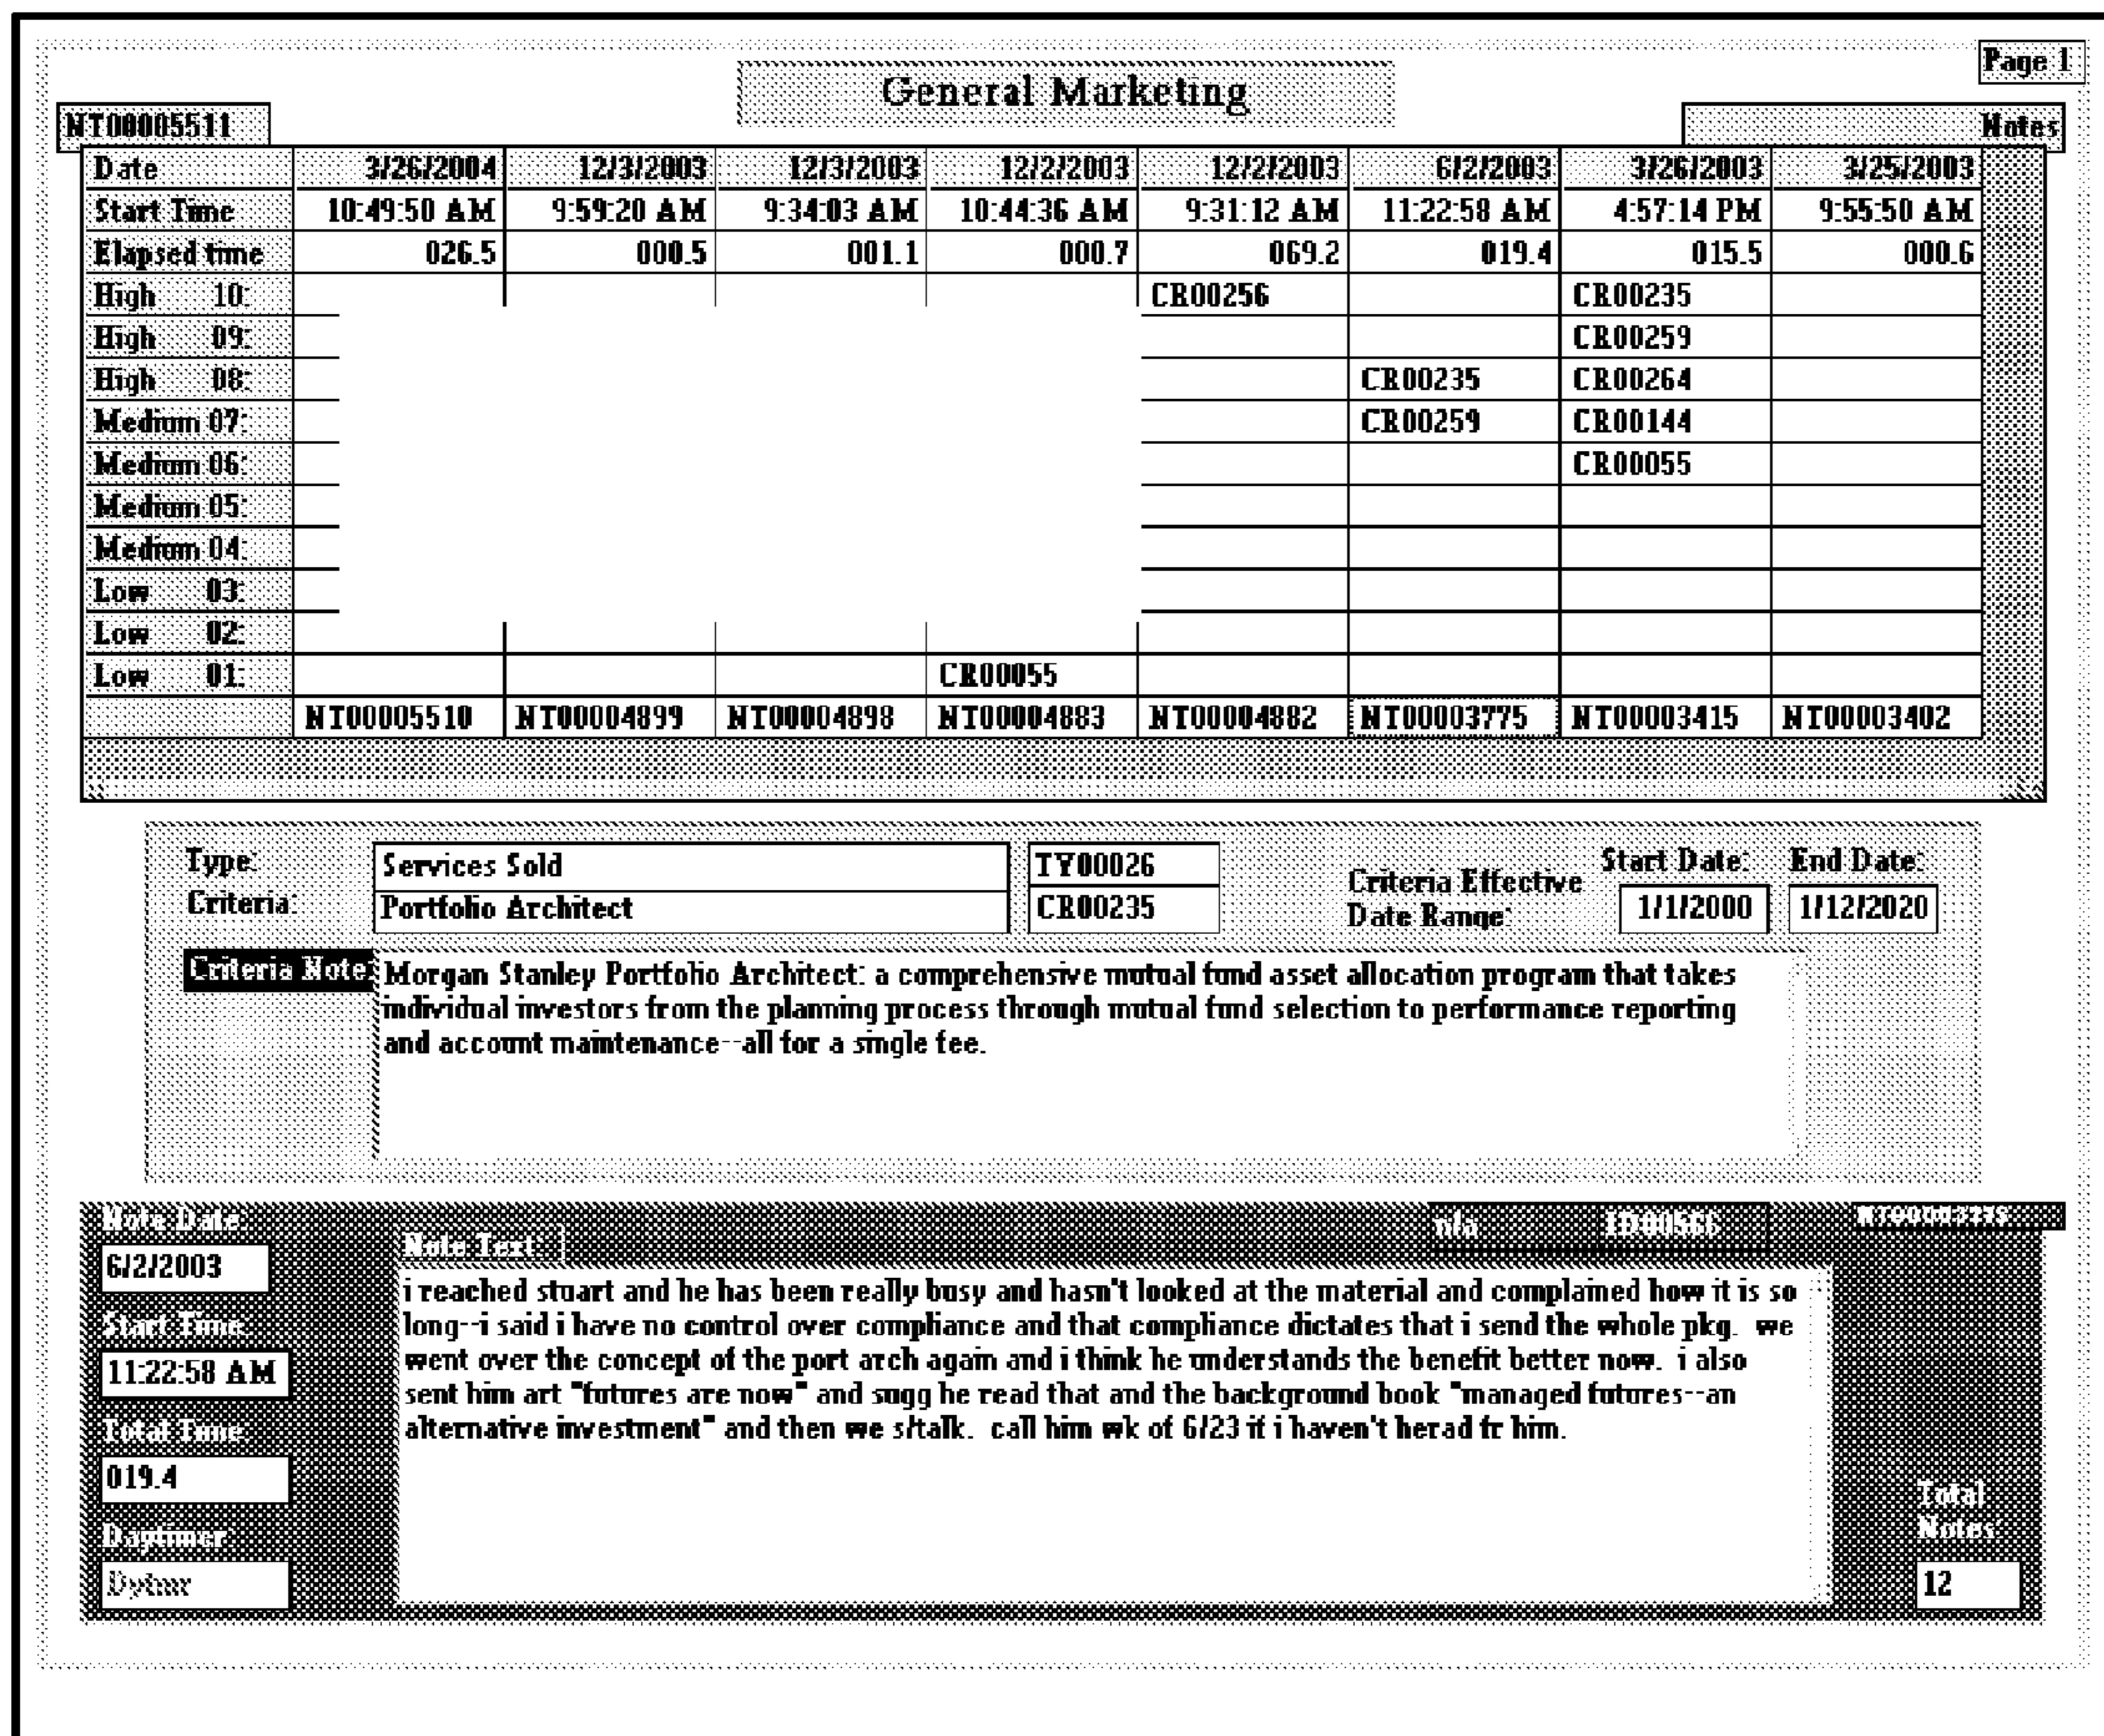 Page 1
General Marketing
NT00005511
Notes
Date 3/26/2004 12/3/2003 12/3/2003 12/2/2003 12/2/2003 6/2/2003 3/26/2003 3/25/2003
Start Time 10:49:50 AM 9:59:20 AM 9:34:03 AM 10:44:36 AM 9:31:12 AM 11:22:58 AM 4:57:14 PM 9:55:50 AM
Elapsed time 026.5 000.5 001.1 000.7 069.2 019.4 015.5 000.6
High 10: CR00256 CR00235
High 09: CR00259
High 08: CR00235 CR00264
Medium 07: CR00259 CR00144
Medium 06: CR00055
Medium 05:
Medium 04:
Low 03:
Low 02:
Low 01: CR00055
NT00005510 NT00004899 NT00004898 NT00004883 NT00004882 NT00003775 NT00003415 NT00003402
Type: Services Sold TY00026
Criteria: Portfolio Architect CR00235
Criteria Effective
Date Range:
Start Date: End Date:
1/1/2000 1/12/2020
Criteria Note: Morgan Stanley Portfolio Architect: a comprehensive mutual fund asset allocation program that takes
individual investors from the planning process through mutual fund selection to performance reporting
and account maintenance--all for a single fee.
Note Date:
6/2/2003
Start Time:
11:22:58 AM
Total Time:
019.4
Daytimer:
Dytmr
Note Text:
n/a ID00566 NT00003775
i reached stuart and he has been really busy and hasn't looked at the material and complained how it is so
long--i said i have no control over compliance and that compliance dictates that i send the whole pkg. we
went over the concept of the port arch again and i think he understands the benefit better now. i also
sent him art "futures are now" and sugg he read that and the background book "managed futures--an
alternative investment" and then we s/talk. call him wk of 6/23 if i haven't herad fr him.
Total
Notes:
12